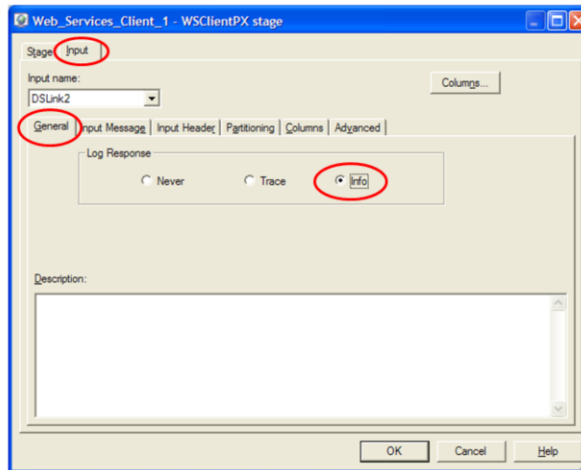 Web_Services_Client_1 - WSClientPX stage
Stage Input
Input name:
Columns...
DSLink2
General Input Message Input Header Partitioning Columns Advanced
Log Response
Never Trace Info
Description:
OK Cancel Help